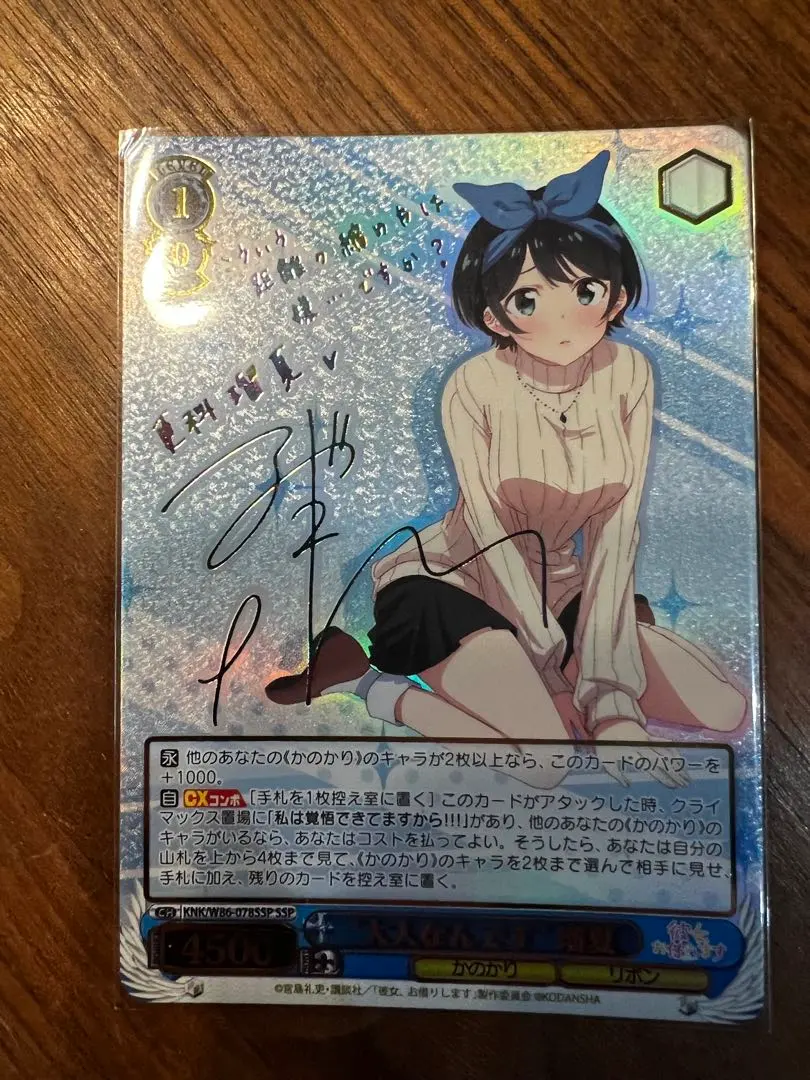 1
0
こういう
距離の縮め方は
嫌…ですか?
更科瑠夏♥
永 他のあなたの《かのかり》のキャラが2枚以上なら、このカードのパワーを
+1000。
自 CXコンボ [手札を1枚控え室に置く] このカードがアタックした時、クライ
マックス置場に「私は覚悟できてますから!!!」があり、他のあなたの《かのかり》の
キャラがいるなら、あなたはコストを払ってよい。そうしたら、あなたは自分の
山札を上から4枚まで見て、《かのかり》のキャラを2枚まで選んで相手に見せ、
手札に加え、残りのカードを控え室に置く。
CH KNK/W86-078SSP SSP
4500
瑠夏
かのかり リボン
©宮島礼吏・講談社/「彼女、お借りします」製作委員会 ©KODANSHA